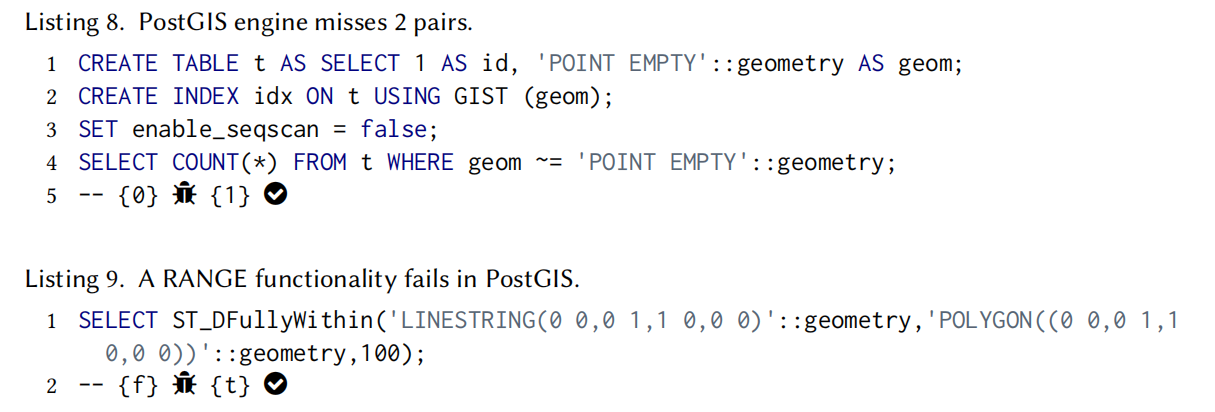 Listing 8. PostGIS engine misses 2 pairs.
1 CREATE TABLE t AS SELECT 1 AS id, 'POINT EMPTY'::geometry AS geom;
2 CREATE INDEX idx ON t USING GIST (geom);
3 SET enable_seqscan = false;
4 SELECT COUNT(*) FROM t WHERE geom ~= 'POINT EMPTY'::geometry;
5 -- {0} {1}
Listing 9. A RANGE functionality fails in PostGIS.
1 SELECT ST_DFullyWithin('LINESTRING(0 0,0 1,1 0,0 0)'::geometry,'POLYGON((0 0,0 1,1
0,0 0))'::geometry,100);
2 -- {f} {t}